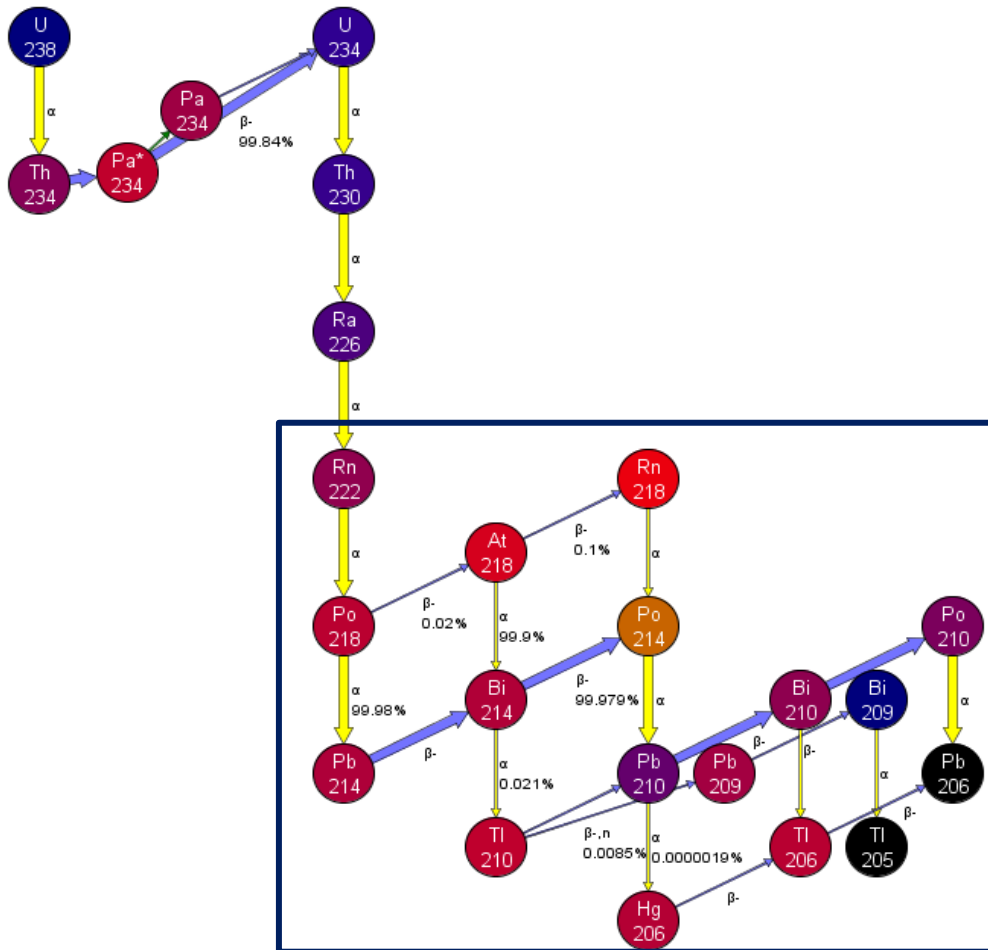 U
238
U
234
α
Pa
234
α
β-
99.84%
Th
234
Pa*
234
Th
230
α
Ra
226
α
Rn
222
Rn
218
α
At
218
β-
0.1%
α
Po
218
β-
0.02%
α
99.9%
Po
214
Po
210
α
99.98%
Bi
214
β-
99.979%
α
Bi
210
Bi
209
α
Pb
214
β-
α
0.021%
Pb
210
Pb
209
β-
β-
α
Pb
206
Tl
210
β-,n
0.0085%
α
0.0000019%
Tl
206
Tl
205
β-
Hg
206
β-